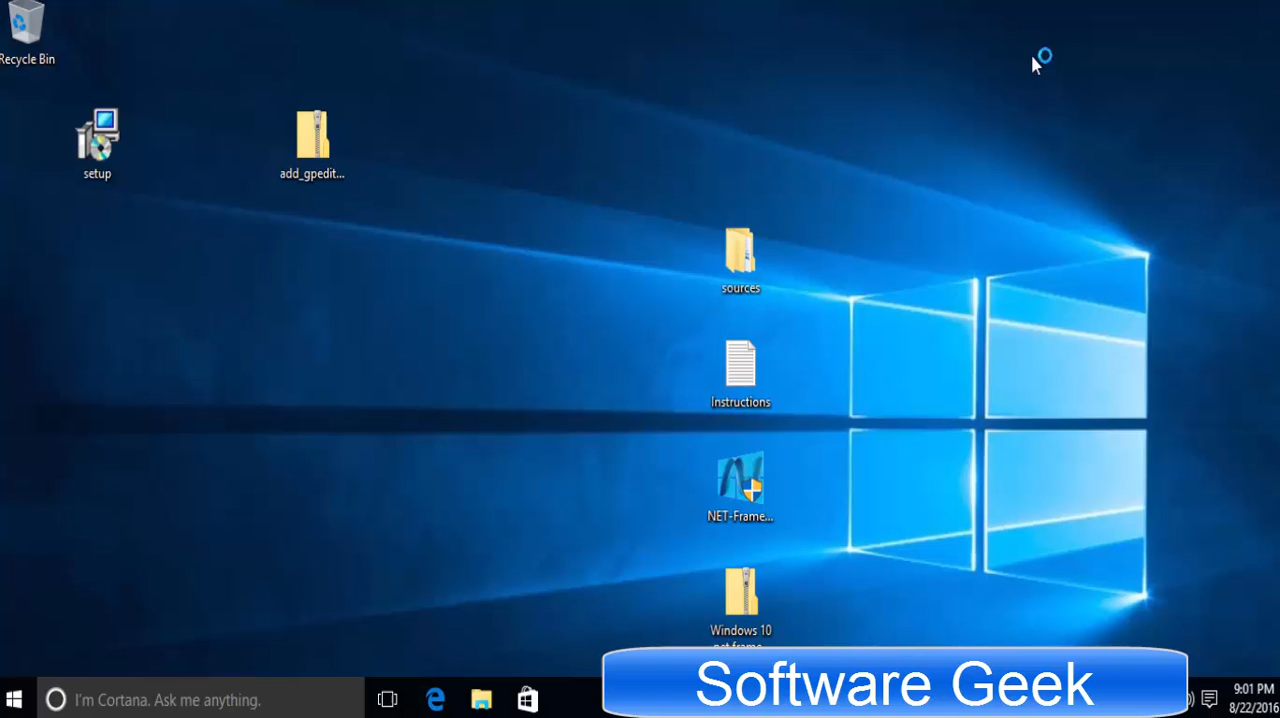 Recycle Bin
setup
add_gpedit...
sources
Instructions
NET-Frame...
Windows 10
net frame...
Software Geek
I'm Cortana. Ask me anything.
9:01 PM
8/22/2016